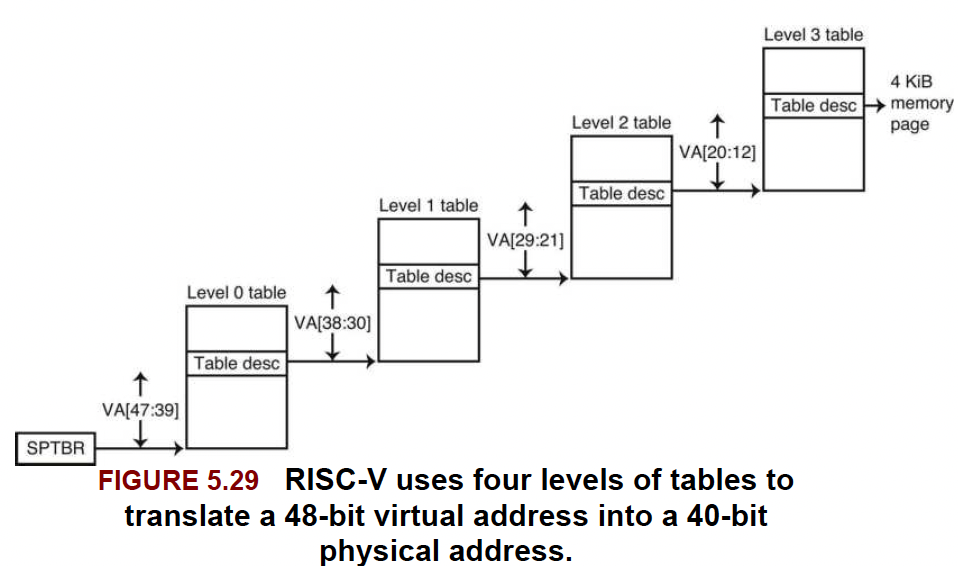 Level 3 table
Table desc
4 KiB
memory
page
Level 2 table
VA[20:12]
Table desc
Level 1 table
VA[29:21]
Table desc
Level 0 table
VA[38:30]
Table desc
VA[47:39]
SPTBR
FIGURE 5.29 RISC-V uses four levels of tables to
translate a 48-bit virtual address into a 40-bit
physical address.